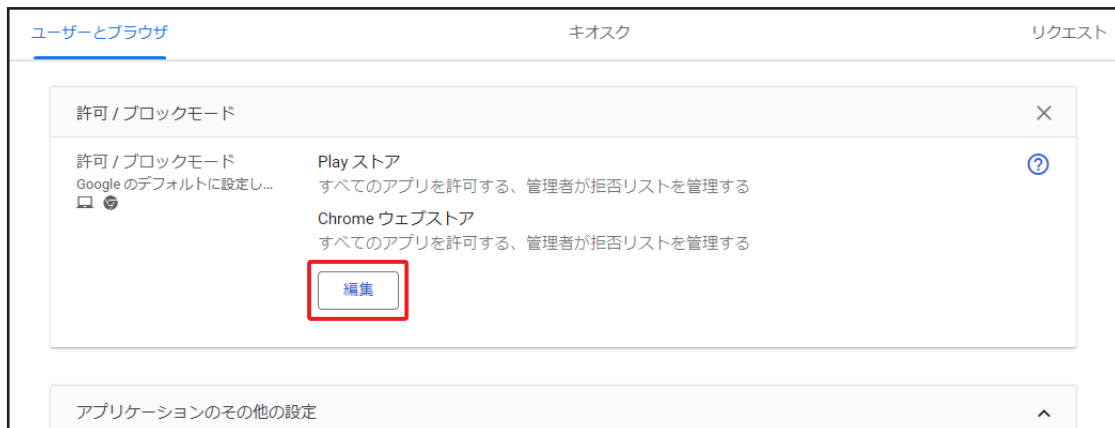 ユーザーとブラウザ
キオスク
リクエスト
許可 / ブロックモード
許可 / ブロックモード
Google のデフォルトに設定し...
Play ストア
すべてのアプリを許可する、管理者が拒否リストを管理する
Chrome ウェブストア
すべてのアプリを許可する、管理者が拒否リストを管理する
編集
アプリケーションのその他の設定